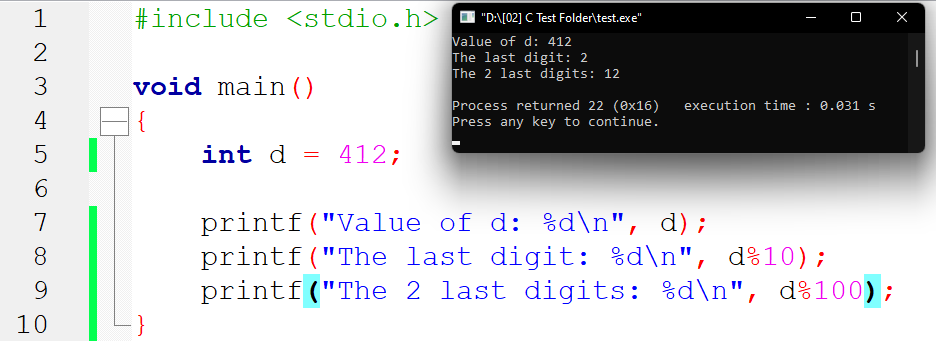 1 #include <stdio.h>
2
3 void main()
4 {
5 int d = 412;
6
7 printf("Value of d: %d\n", d);
8 printf("The last digit: %d\n", d%10);
9 printf("The 2 last digits: %d\n", d%100);
10 }
"D:\[02] C Test Folder\test.exe"
Value of d: 412
The last digit: 2
The 2 last digits: 12
Process returned 22 (0x16)   execution time : 0.031 s
Press any key to continue.